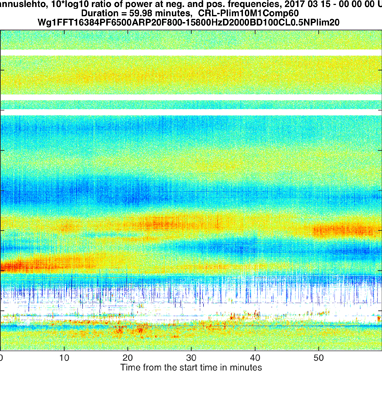 annuslehto, 10*log10 ratio of power at neg. and pos. frequencies, 2017 03 15 - 00 00 00 U
Duration = 59.98 minutes, CRL-Plim10M1Comp60
Wg1FFT16384PF6500ARP20F800-15800HzD2000BD100CL0.5NPlim20
0 10 20 30 40 50
Time from the start time in minutes